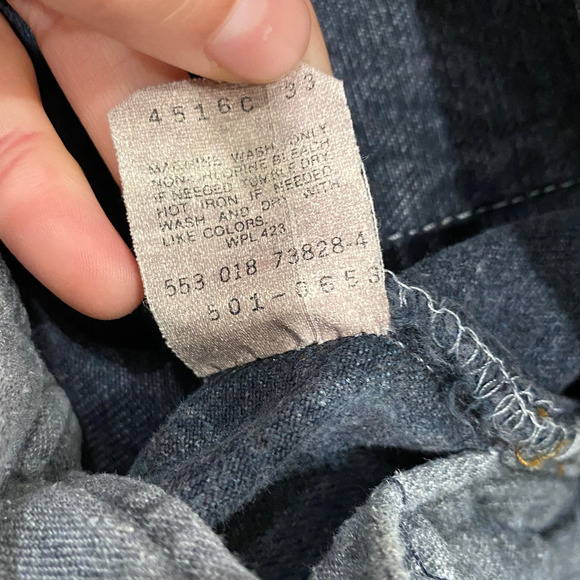 4516C 33
MACHINE WASH, ONLY
NON-CHLORINE BLEACH
IF NEEDED, TUMBLE DRY
HOT IRON IF NEEDED.
WASH AND DRY WITH
LIKE COLORS.
WPL 423
553 018 73828-4
501-0653